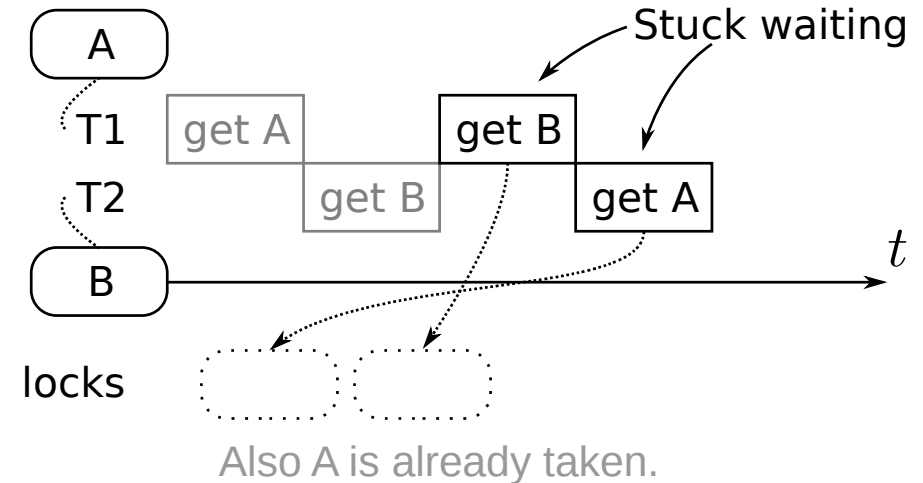 A
Stuck waiting
T1
get A
get B
T2
get B
get A
t
B
locks
Also A is already taken.